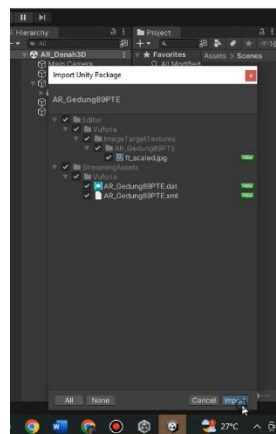 Hierarchy
Project
All
AR_Denah3D
Main Camera
Favorites
Assets > Scenes
All Modified
Import Unity Package
AR_Gedung89PTE
Editor
Vuforia
ImageTargetTextures
AR_Gedung89PTE
ft_scaled.jpg
NEW
StreamingAssets
Vuforia
AR_Gedung89PTE.dat
NEW
AR_Gedung89PTE.xml
NEW
All
None
Cancel
Import
27°C